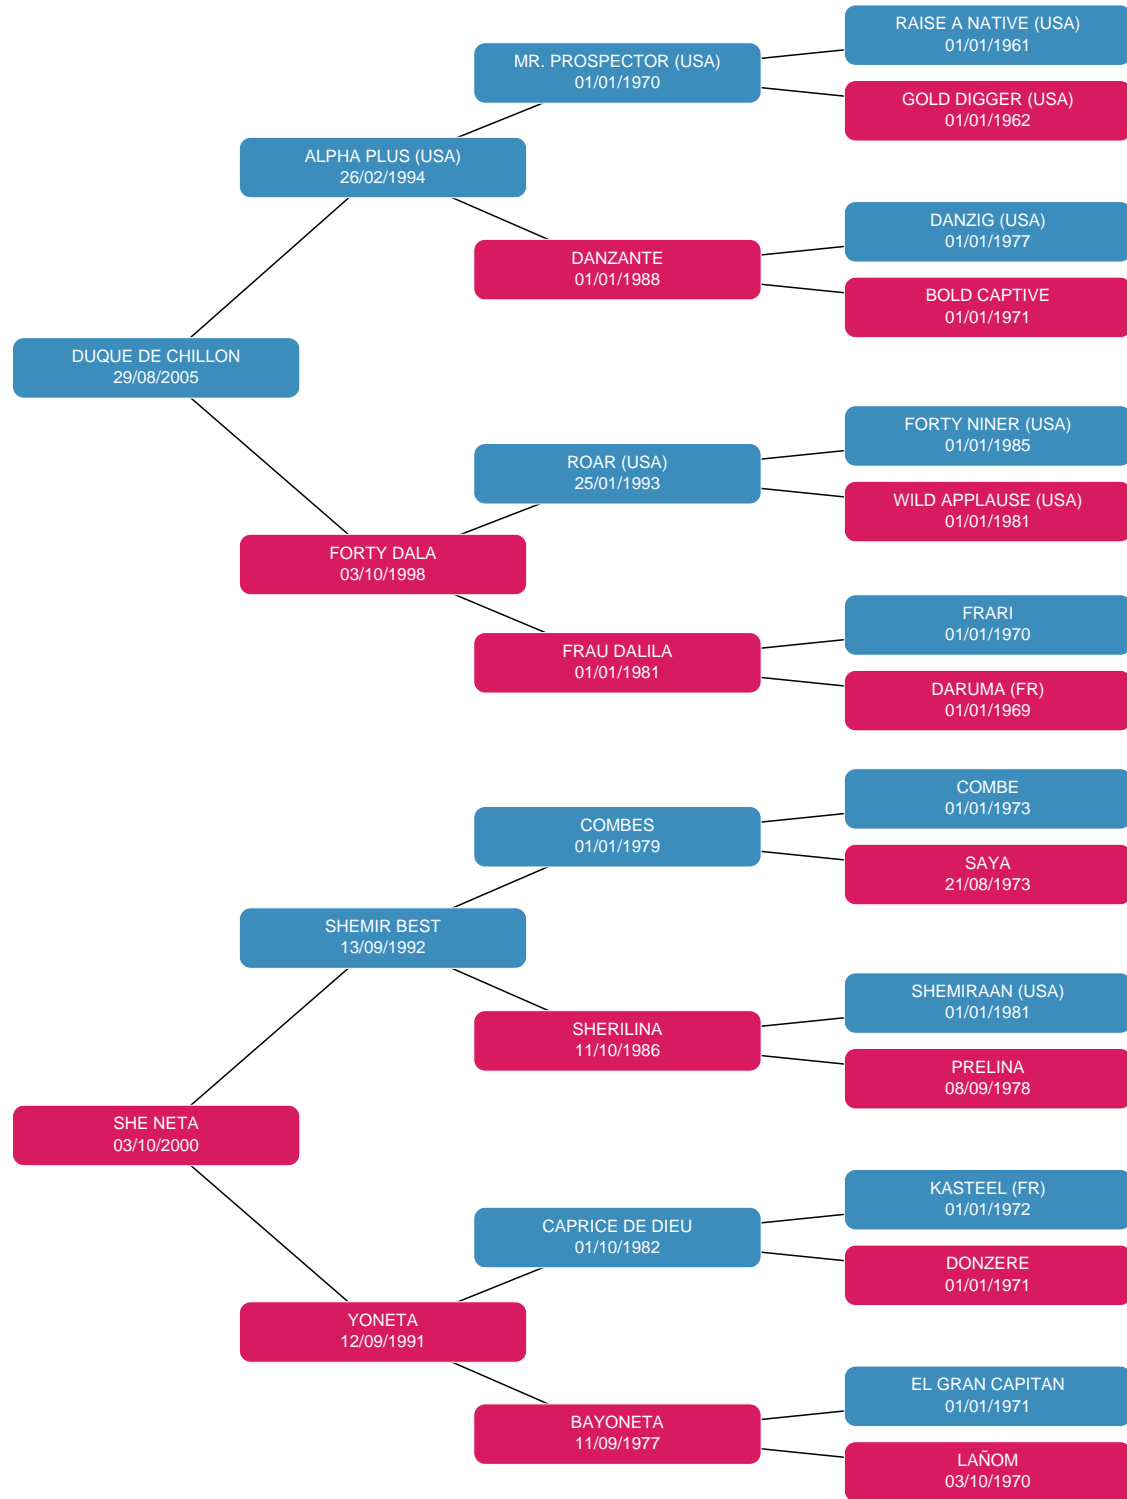 RAISE A NATIVE (USA)
01/01/1961
MR. PROSPECTOR (USA)
01/01/1970
GOLD DIGGER (USA)
01/01/1962
ALPHA PLUS (USA)
26/02/1994
DANZIG (USA)
01/01/1977
DANZANTE
01/01/1988
BOLD CAPTIVE
01/01/1971
DUQUE DE CHILLON
29/08/2005
FORTY NINER (USA)
01/01/1985
ROAR (USA)
25/01/1993
WILD APPLAUSE (USA)
01/01/1981
FORTY DALA
03/10/1998
FRARI
01/01/1970
FRAU DALILA
01/01/1981
DARUMA (FR)
01/01/1969
COMBE
01/01/1973
COMBES
01/01/1979
SAYA
21/08/1973
SHEMIR BEST
13/09/1992
SHEMIRAAN (USA)
01/01/1981
SHERILINA
11/10/1986
PRELINA
08/09/1978
SHE NETA
03/10/2000
KASTEEL (FR)
01/01/1972
CAPRICE DE DIEU
01/10/1982
DONZERE
01/01/1971
YONETA
12/09/1991
EL GRAN CAPITAN
01/01/1971
BAYONETA
11/09/1977
LAÑOM
03/10/1970